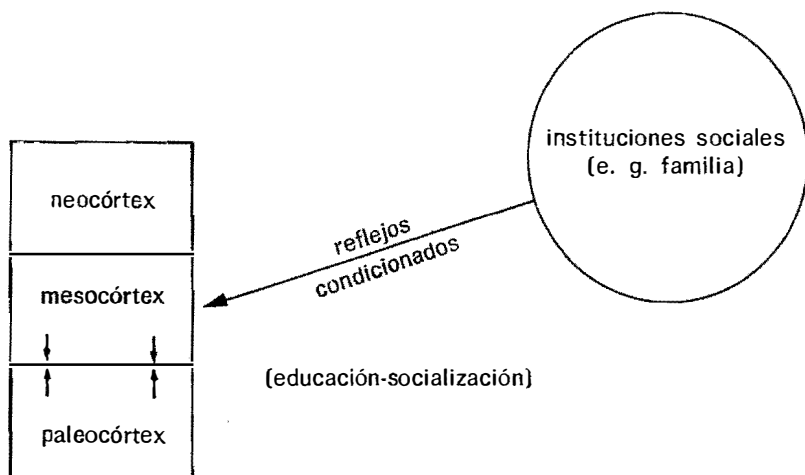 instituciones sociales
(e. g. familia)
neocórtex
reflejos
condicionados
mesocórtex
(educación-socialización)
paleocórtex